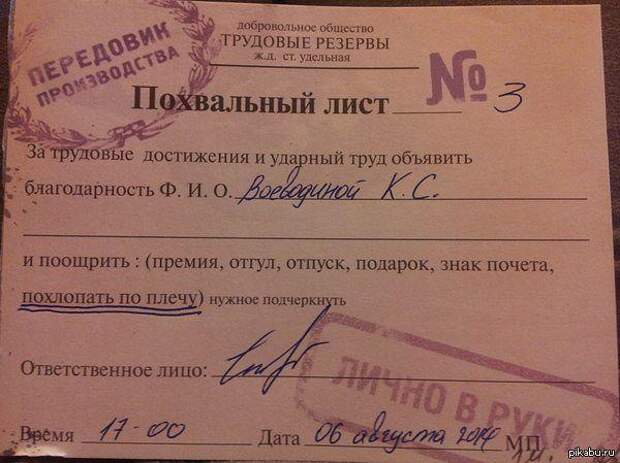 добровольное общество
ТРУДОВЫЕ РЕЗЕРВЫ
ж.д. ст. удельная
ПЕРЕДОВИК
ПРОИЗВОДСТВА
Похвальный лист № 3
За трудовые достижения и ударный труд объявить
благодарность Ф. И. О. Воеводиной К. С.
и поощрить : (премия, отгул, отпуск, подарок, знак почета,
похлопать по плечу) нужное подчеркнуть
Ответственное лицо:
ЛИЧНО В РУКИ
Время 17-00 Дата 06 августа 2014 МП
pikabu.ru